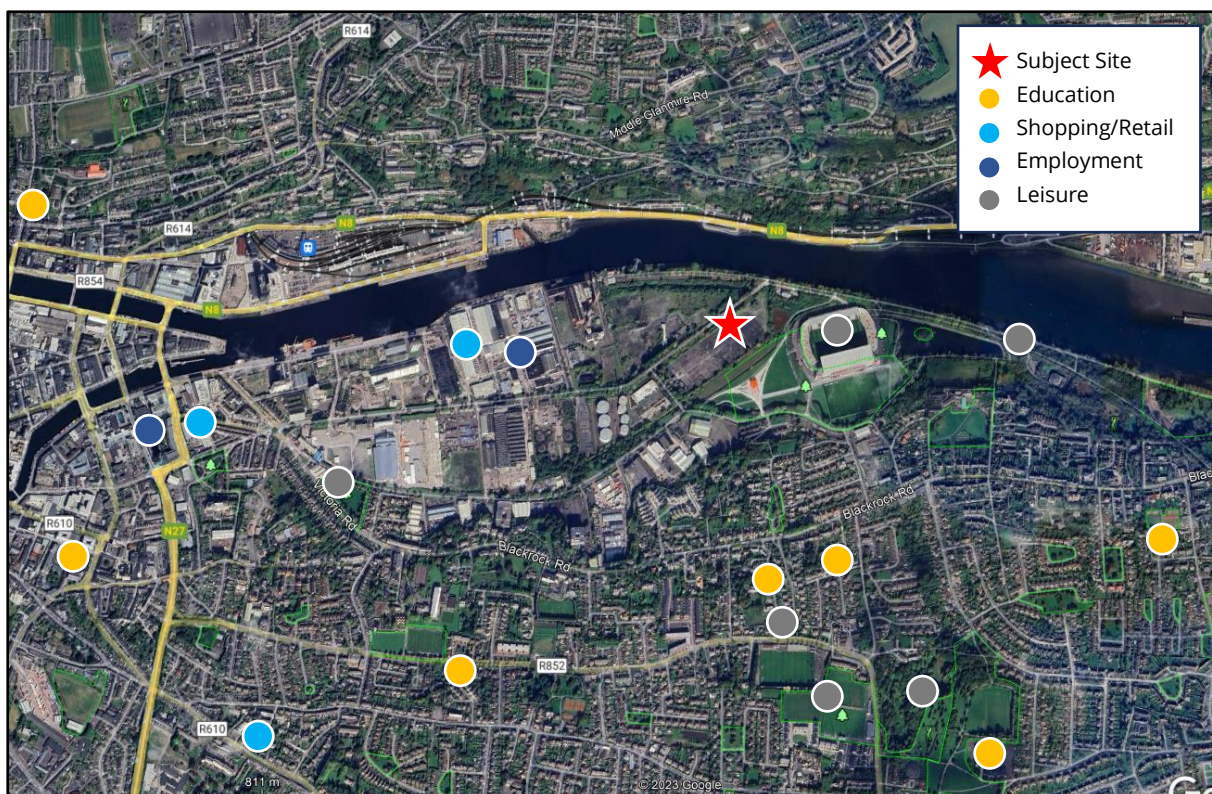 R614
Subject Site
Education
Shopping/Retail
Employment
Leisure
Middle Glanmire Rd
R614
N8
N8
R854
N8
Victoria Rd
Blackrock Rd
R610
N27
Blackrock Rd
R852
R610
811 m
© 2023 Google